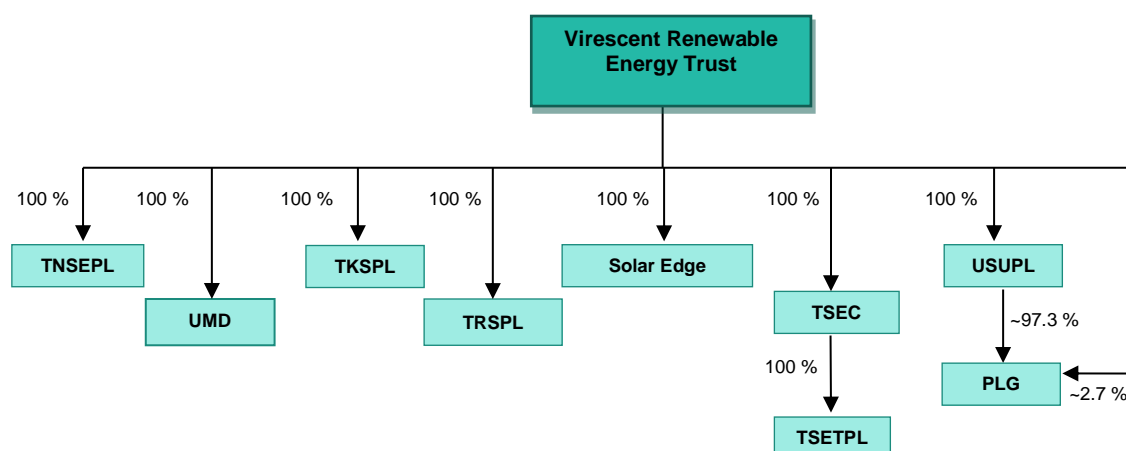 Virescent Renewable
Energy Trust
100 %
100 %
100 %
100 %
100 %
100 %
100 %
TNSEPL
TKSPL
Solar Edge
USUPL
UMD
TRSPL
TSEC
~97.3 %
100 %
PLG
~2.7 %
TSETPL